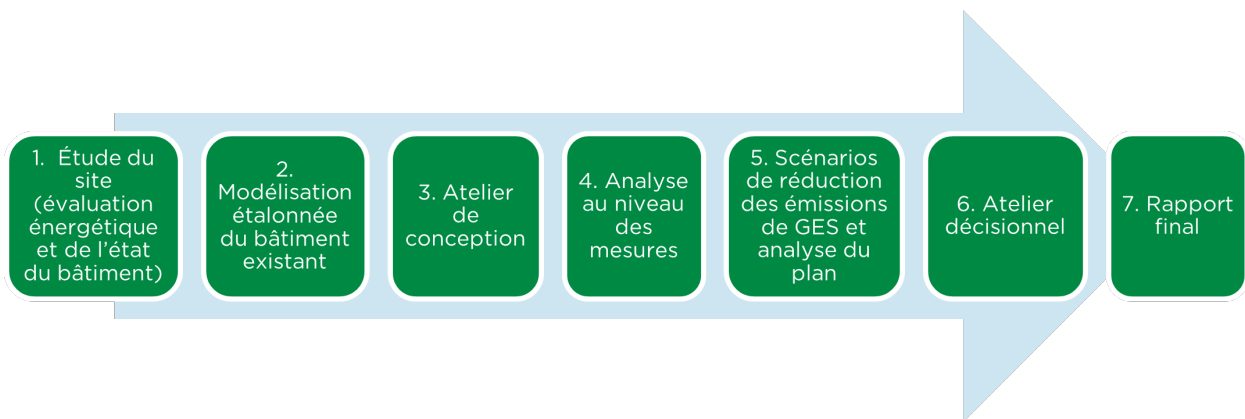 1. Étude du
site
(évaluation
énergétique
et de l'état
du bâtiment)
2.
Modélisation
étalonnée
du bâtiment
existant
3. Atelier
de
conception
4. Analyse
au niveau
des
mesures
5. Scénarios
de réduction
des émissions
de GES et
analyse du
plan
6. Atelier
décisionnel
7. Rapport
final